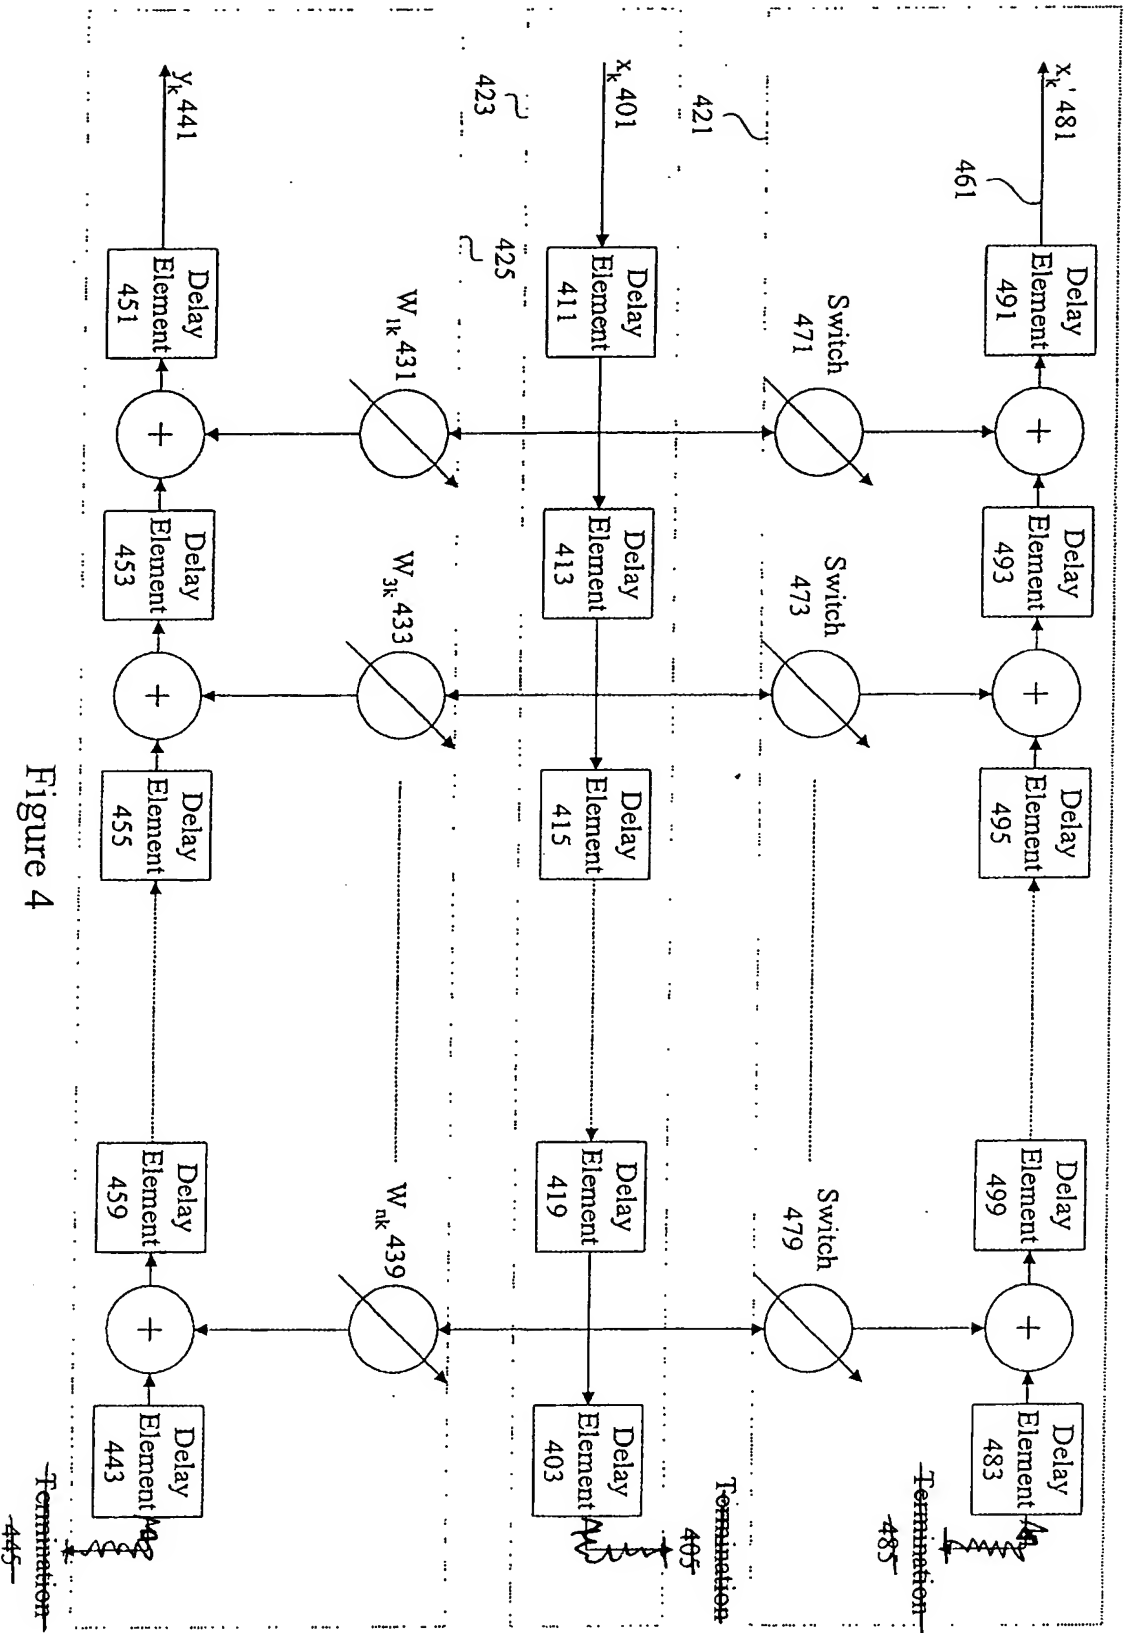 x_k' 481
461
Delay
Element
491
Delay
Element
493
Delay
Element
495
Delay
Element
499
Delay
Element
483
Termination
485
421
Switch
471
Switch
473
Switch
479
x_k 401
Delay
Element
411
Delay
Element
413
Delay
Element
415
Delay
Element
419
Delay
Element
403
Termination
405
423
425
W_1k 431
W_3k 433
W_nk 439
y_k 441
Delay
Element
451
Delay
Element
453
Delay
Element
455
Delay
Element
459
Delay
Element
443
Termination
445
+
+
+
+
+
+
Figure 4